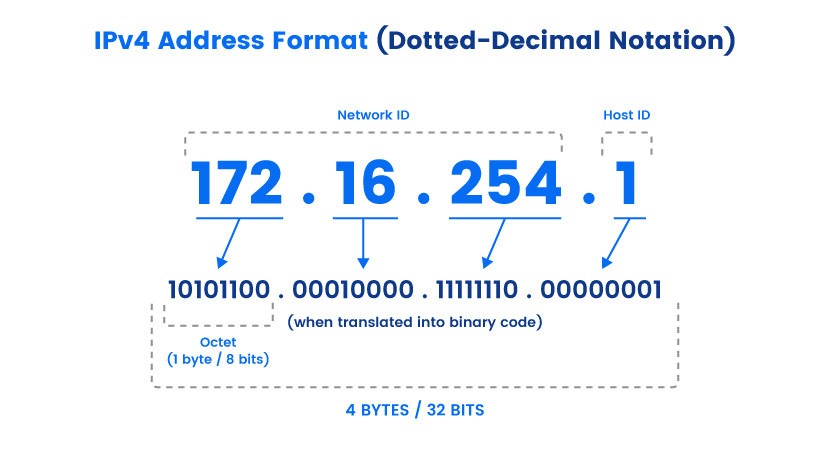 IPv4 Address Format (Dotted-Decimal Notation)
Network ID
Host ID
172 . 16 . 254 . 1
10101100 . 00010000 . 11111110 . 00000001
(when translated into binary code)
Octet
(1 byte / 8 bits)
4 BYTES / 32 BITS